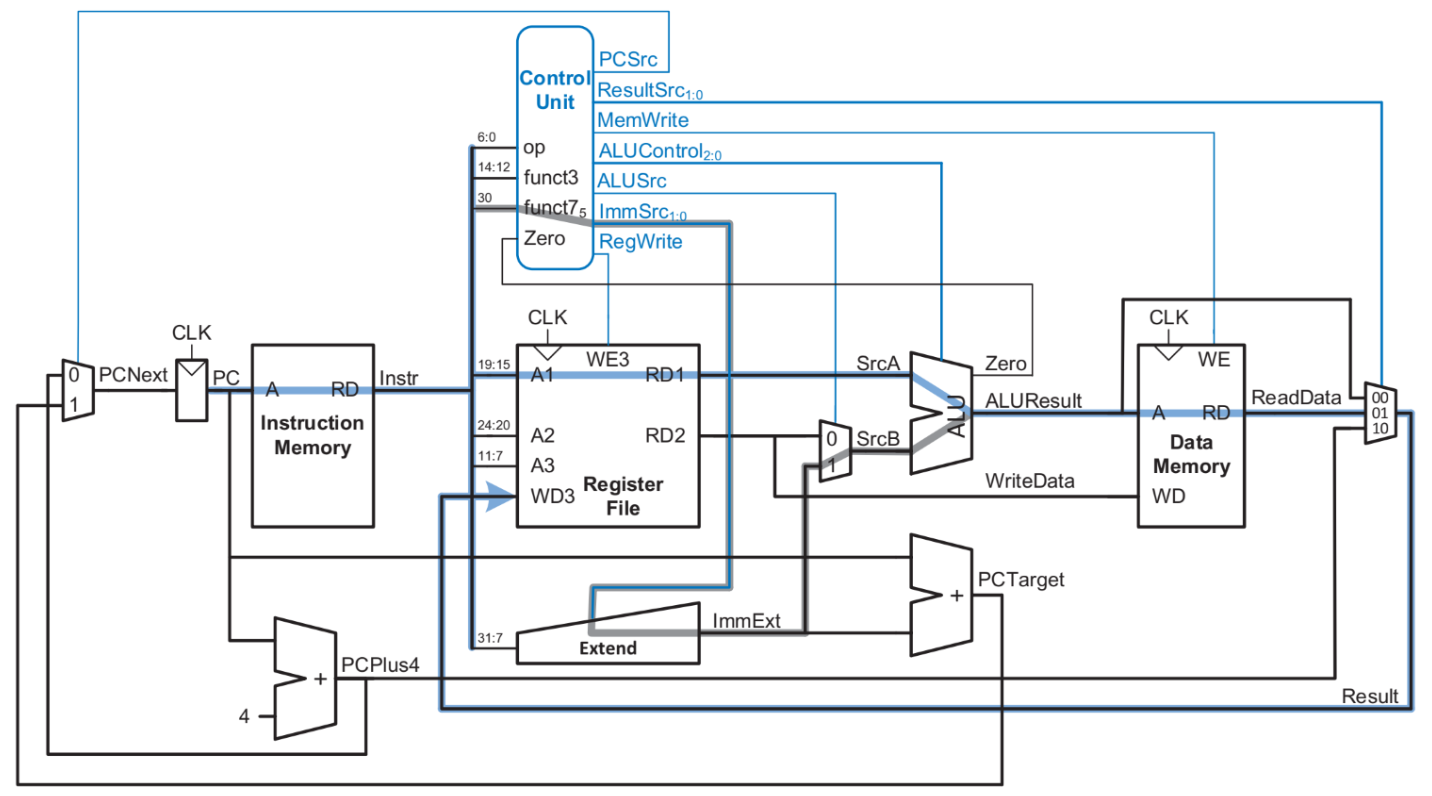 PCSrc
Control
Unit
ResultSrc1:0
MemWrite
6:0
op
ALUControl2:0
14:12
funct3
ALUSrc
30
funct75
ImmSrc1:0
Zero
RegWrite
CLK
CLK
CLK
0
1
PCNext
PC
A
RD
Instr
Instruction
Memory
19:15
A1
WE3
RD1
24:20
A2
RD2
11:7
A3
WD3
Register
File
SrcA
0
1
SrcB
ALU
Zero
ALUResult
WriteData
WE
A
RD
Data
Memory
WD
ReadData
00
01
10
PCTarget
+
31:7
Extend
ImmExt
+
PCPlus4
4
Result